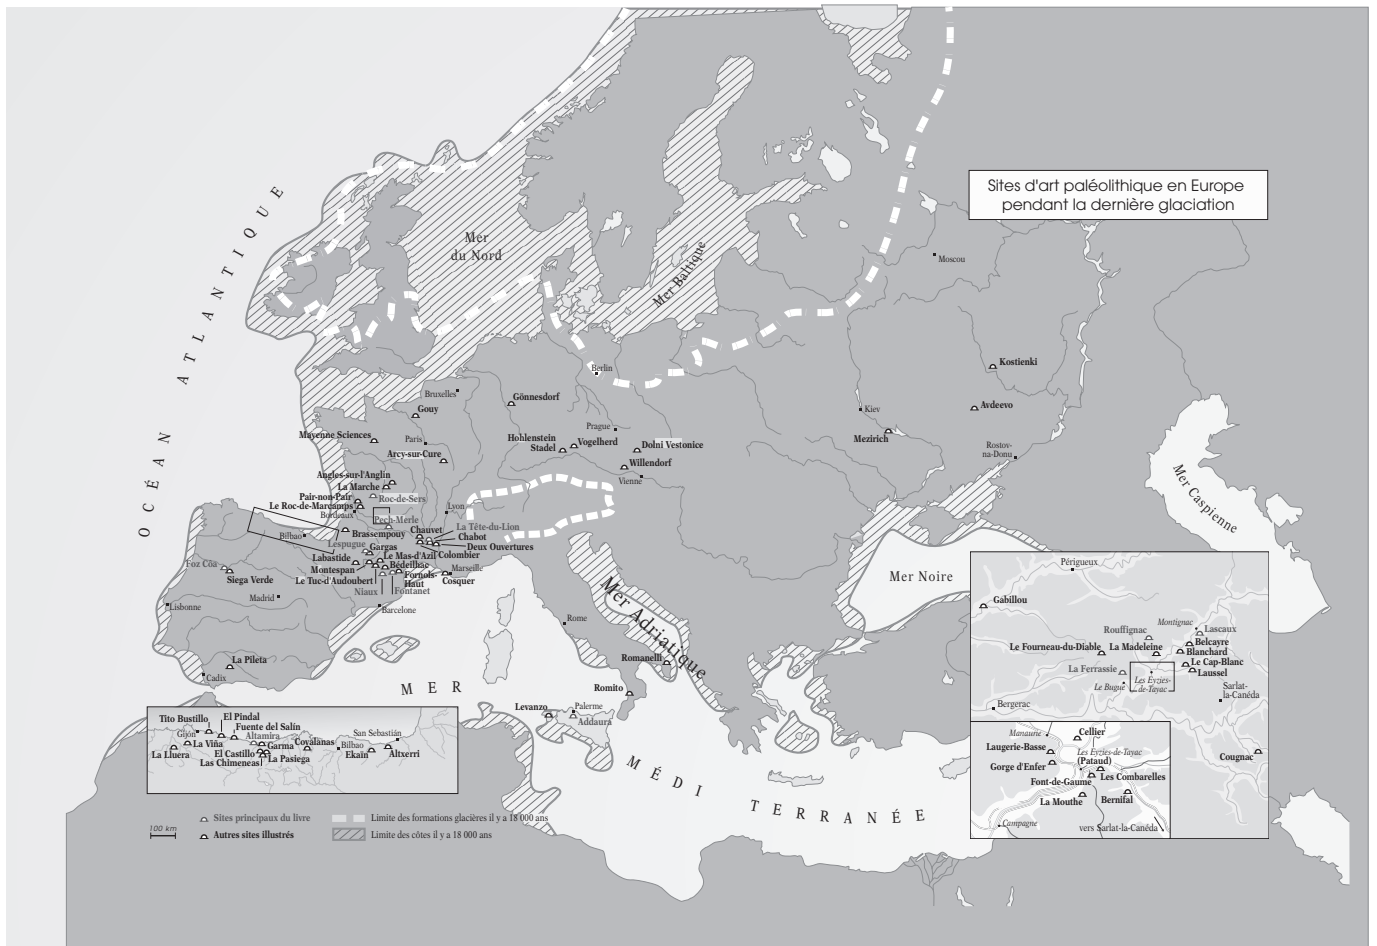 Sites d'art paléolithique en Europe
pendant la dernière glaciation
OCÉAN ATLANTIQUE
Mer
du Nord
Mer Baltique
Moscou
Kostienki
Avdeevo
Kiev
Mezirich
Rostov-
na-Donu
Mer Caspienne
Berlin
Bruxelles
Gönnesdorf
Gouy
Prague
Mayenne Sciences
Paris
Hohlenstein
Stadel
Vogelherd
Dolni Vestonice
Arcy-sur-Cure
Willendorf
Vienne
Angles-sur-l'Anglin
La Marche
Pair-non-Pair
Roc-de-Sers
Le Roc-de-Marcamps
Bordeaux
Lyon
Pech-Merle
La Tête-du-Lion
Bilbao
Brassempouy
Chauvet
Chabot
Lespugue
Gargas
Deux Ouvertures
Labastide
Le Mas-d'Azil
Colombier
Foz Côa
Montespan
Bédeilhac
Marseille
Siega Verde
Le Tuc-d'Audoubert
Fornols-
Haut
Cosquer
Niaux
Fontanet
Madrid
Lisbonne
Barcelone
Mer Noire
Mer Adriatique
Rome
La Pileta
Cadix
Romanelli
MER
Romito
Levanzo
Palerme
Addaura
MÉDITERRANÉE
Tito Bustillo
El Pindal
Fuente del Salín
San Sebastián
Gijón
Altamira
La Viña
Garma
Covalanas
Bilbao
La Lluera
El Castillo
La Pasiega
Ekaïn
Altxerri
Las Chimeneas
100 km
Sites principaux du livre
Autres sites illustrés
Limite des formations glacières il y a 18 000 ans
Limite des côtes il y a 18 000 ans
Périgueux
Gabillou
Montignac
Rouffignac
Lascaux
Le Fourneau-du-Diable
La Madeleine
Belcayre
Blanchard
Le Cap-Blanc
La Ferrassie
Laussel
Les Eyzies-
de-Tayac
Le Bugue
Sarlat-
la-Canéda
Bergerac
Cougnac
Manaurie
Cellier
Laugerie-Basse
Les Eyzies-de-Tayac
(Pataud)
Gorge d'Enfer
Font-de-Gaume
Les Combarelles
La Mouthe
Bernifal
Campagne
vers Sarlat-la-Canéda